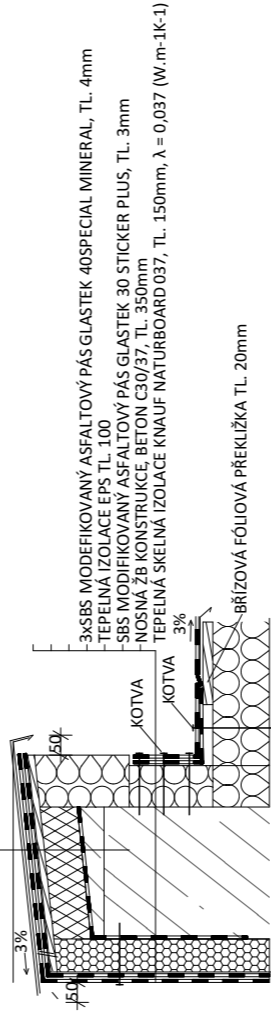 3xSBS MODEFIKOVANÝ ASFALTOVÝ PÁS GLASTEK 40SPECIAL MINERAL, TL. 4mm
TEPELNÁ IZOLACE EPS TL. 100
SBS MODIFIKOVANÝ ASFALTOVÝ PÁS GLASTEK 30 STICKER PLUS, TL. 3mm
NOSNÁ ŽB KONSTRUKCE, BETON C30/37, TL. 350mm
TEPELNÁ SKELNÁ IZOLACE KNAUF NATURBOARD 037, TL. 150mm, λ = 0,037 (W.m-1K-1)
3%
50
50
KOTVA
KOTVA
3%
BŘÍZOVÁ FÓLIOVÁ PŘEKLIŽKA TL. 20mm